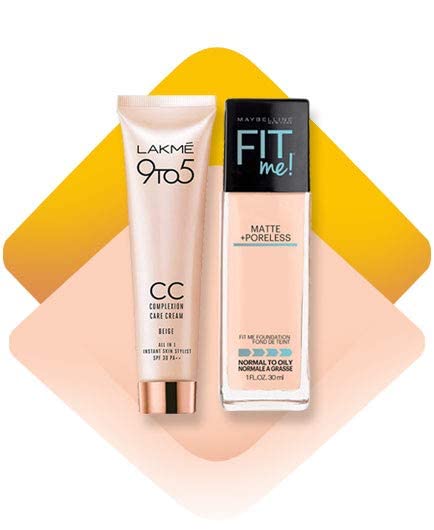 LAKMÉ
9TO5
CC
COMPLEXION
CARE CREAM
BEIGE
ALL IN 1
INSTANT SKIN STYLIST
SPF 30 PA++
MAYBELLINE
NEW YORK
FIT
me!
MATTE
+PORELESS
FIT ME FOUNDATION
FOND DE TEINT
NORMAL TO OILY
NORMALE A GRASSE
1 FL.OZ. 30 ml